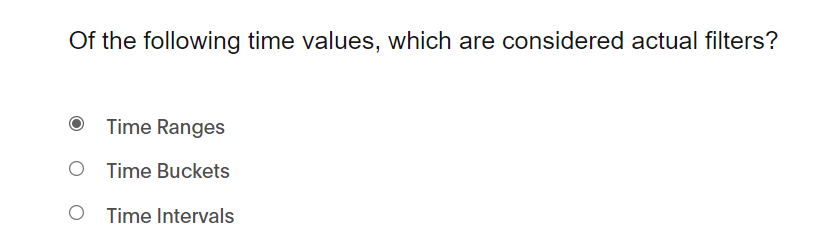 Of the following time values, which are considered actual filters?
Time Ranges
Time Buckets
Time Intervals